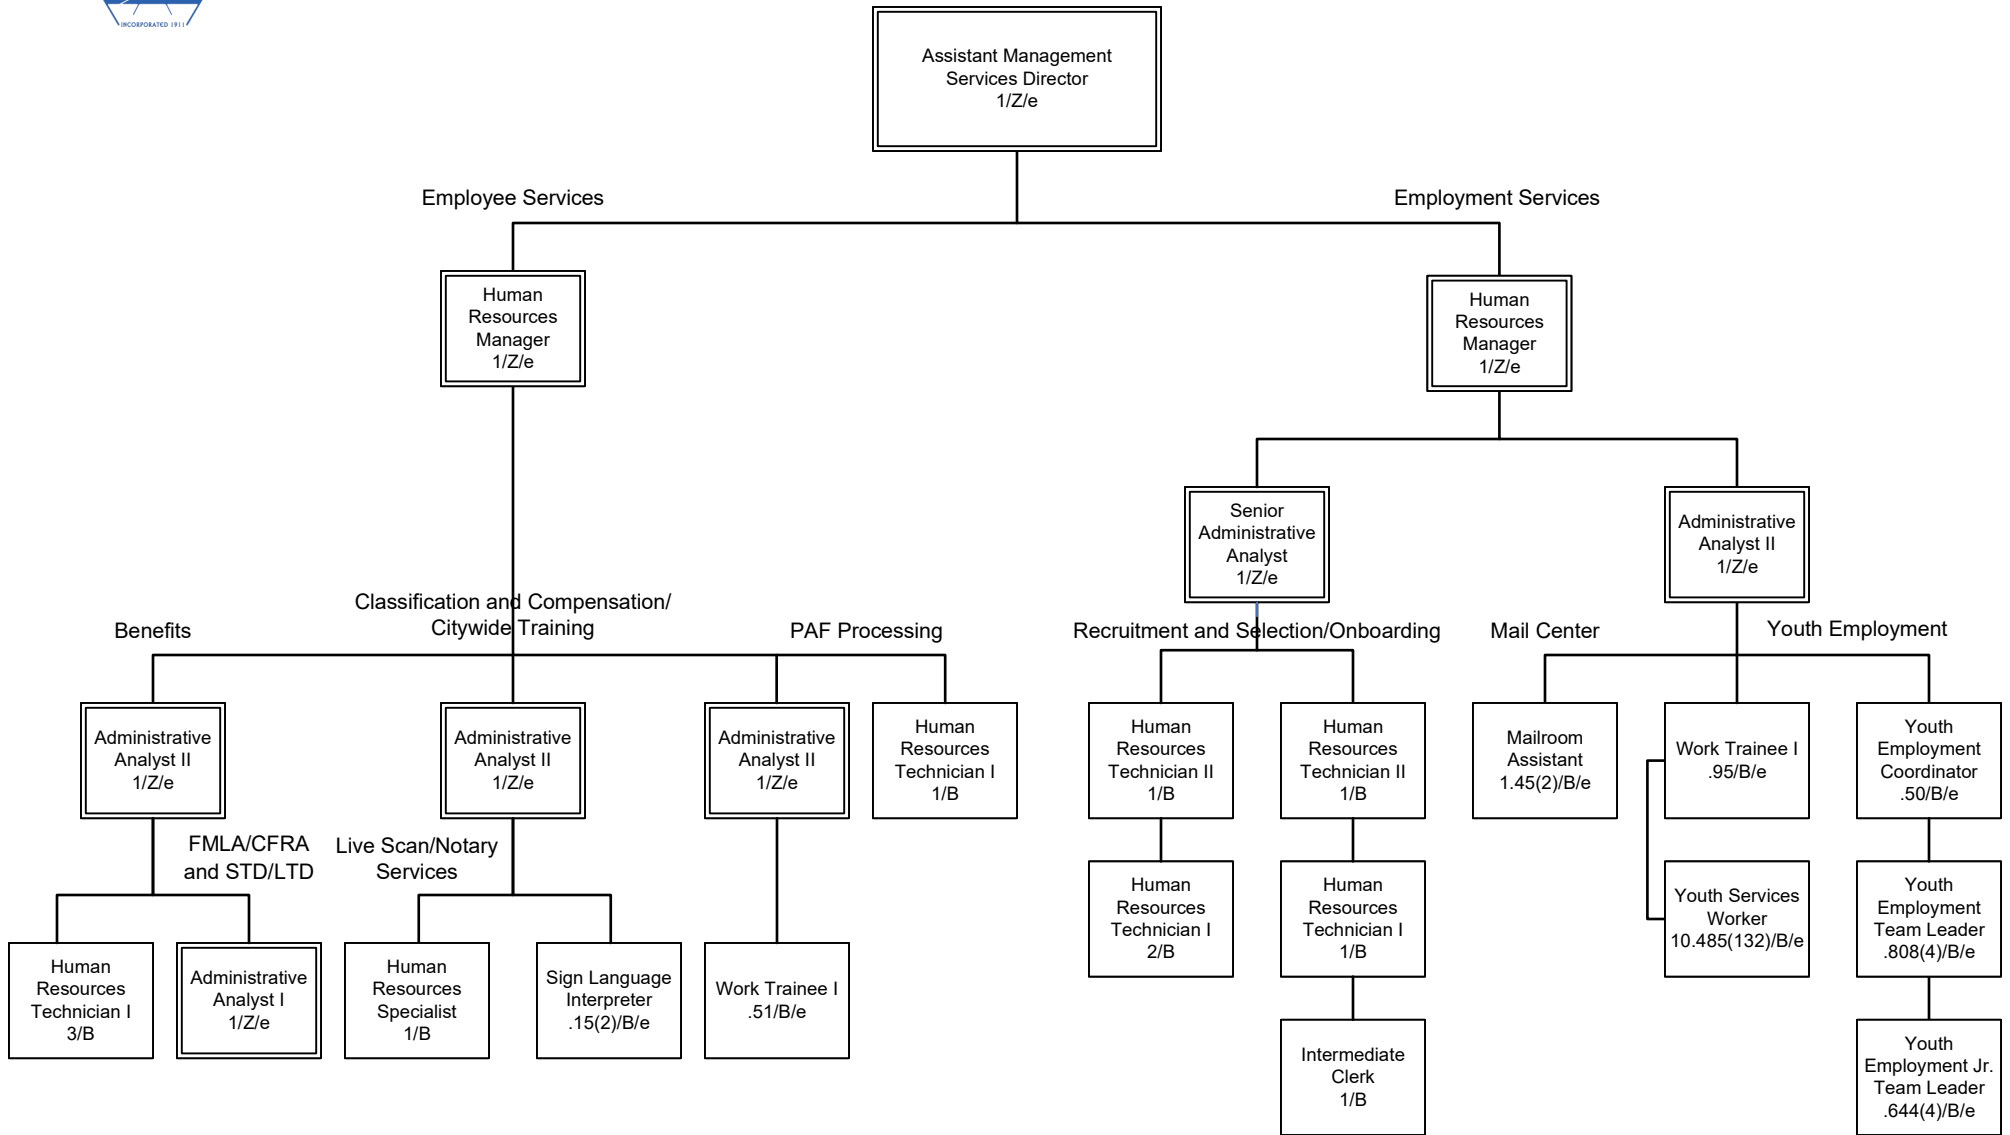 INCORPORATED 1911
Assistant Management
Services Director
1/Z/e
Employee Services
Employment Services
Human
Resources
Manager
1/Z/e
Human
Resources
Manager
1/Z/e
Senior
Administrative
Analyst
1/Z/e
Administrative
Analyst II
1/Z/e
Benefits
Classification and Compensation/
Citywide Training
PAF Processing
Recruitment and Selection/Onboarding
Mail Center
Youth Employment
Administrative
Analyst II
1/Z/e
Administrative
Analyst II
1/Z/e
Administrative
Analyst II
1/Z/e
Human
Resources
Technician I
1/B
Human
Resources
Technician II
1/B
Human
Resources
Technician II
1/B
Mailroom
Assistant
1.45(2)/B/e
Work Trainee I
.95/B/e
Youth
Employment
Coordinator
.50/B/e
FMLA/CFRA
and STD/LTD
Live Scan/Notary
Services
Human
Resources
Technician I
2/B
Human
Resources
Technician I
1/B
Youth Services
Worker
10.485(132)/B/e
Youth
Employment
Team Leader
.808(4)/B/e
Human
Resources
Technician I
3/B
Administrative
Analyst I
1/Z/e
Human
Resources
Specialist
1/B
Sign Language
Interpreter
.15(2)/B/e
Work Trainee I
.51/B/e
Intermediate
Clerk
1/B
Youth
Employment Jr.
Team Leader
.644(4)/B/e